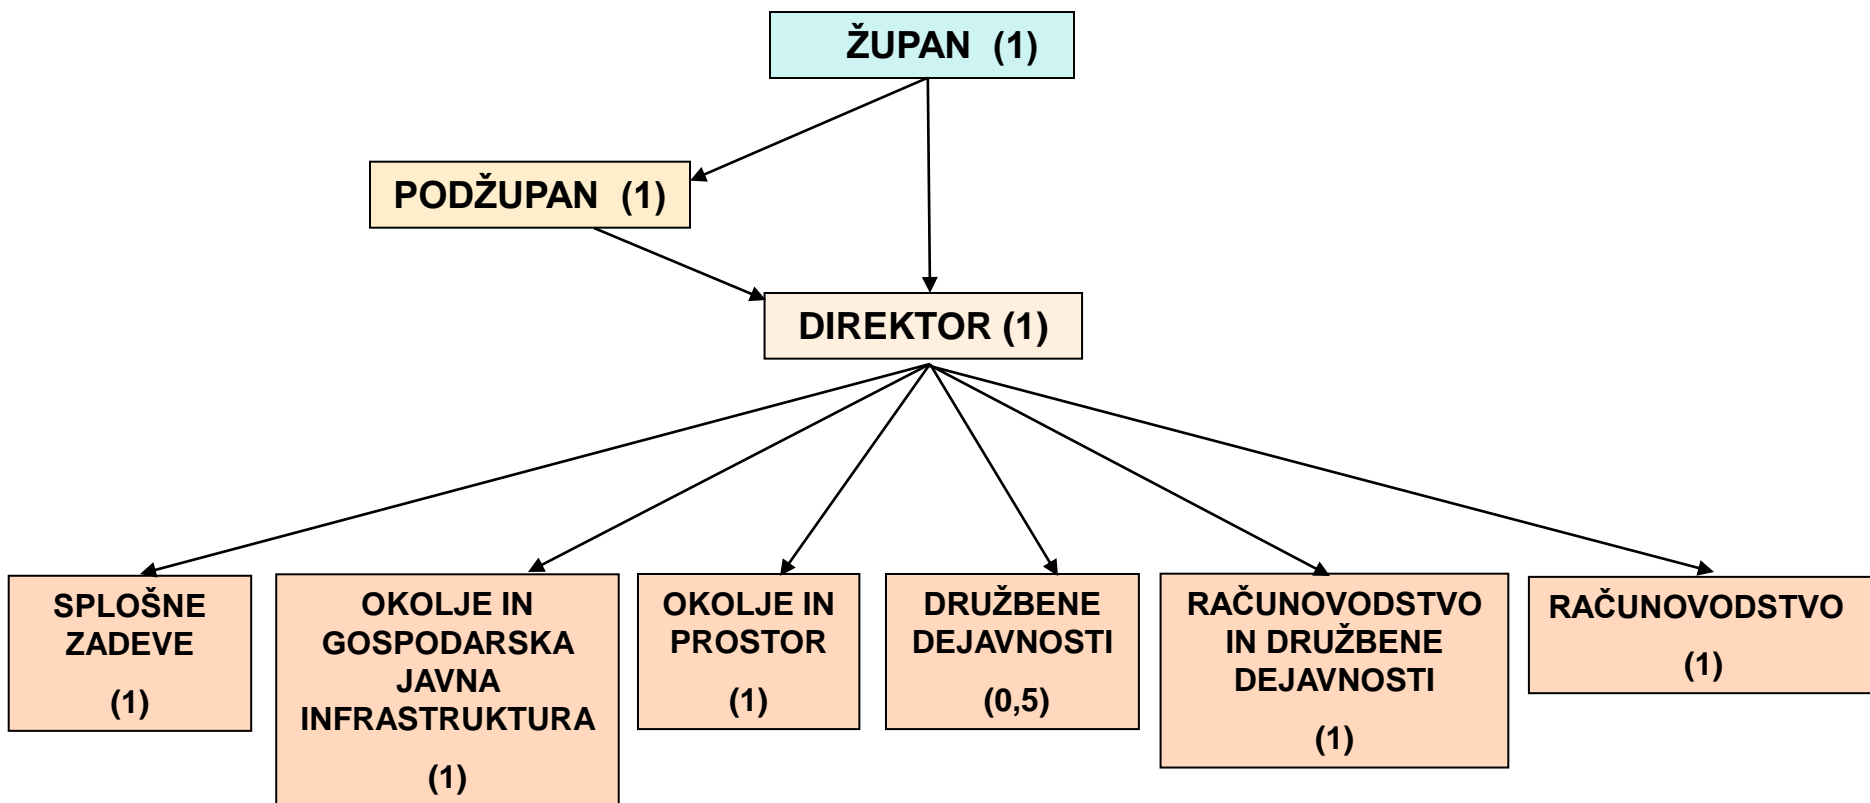 ŽUPAN (1)
PODŽUPAN (1)
DIREKTOR (1)
SPLOŠNE
ZADEVE
(1)
OKOLJE IN
GOSPODARSKA
JAVNA
INFRASTRUKTURA
(1)
OKOLJE IN
PROSTOR
(1)
DRUŽBENE
DEJAVNOSTI
(0,5)
RAČUNOVODSTVO
IN DRUŽBENE
DEJAVNOSTI
(1)
RAČUNOVODSTVO
(1)